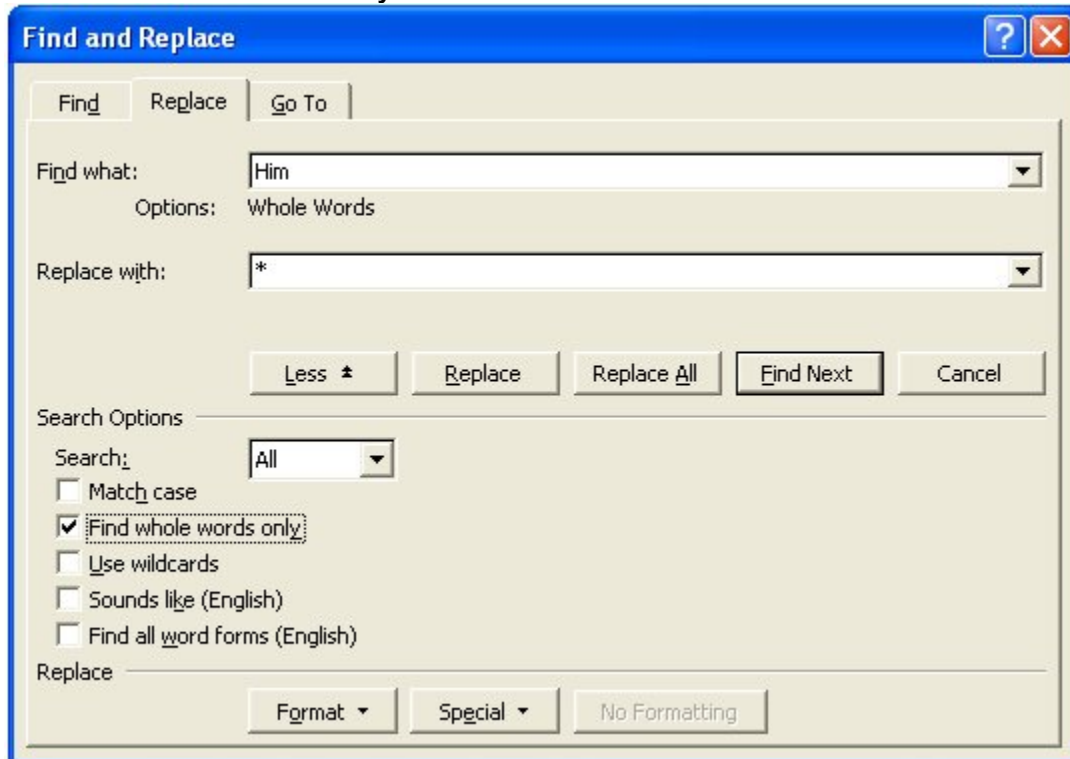 Find and Replace
Find Replace Go To
Find what: Him
Options: Whole Words
Replace with: *
Less Replace Replace All Find Next Cancel
Search Options
Search: All
Match case
Find whole words only
Use wildcards
Sounds like (English)
Find all word forms (English)
Replace
Format Special No Formatting